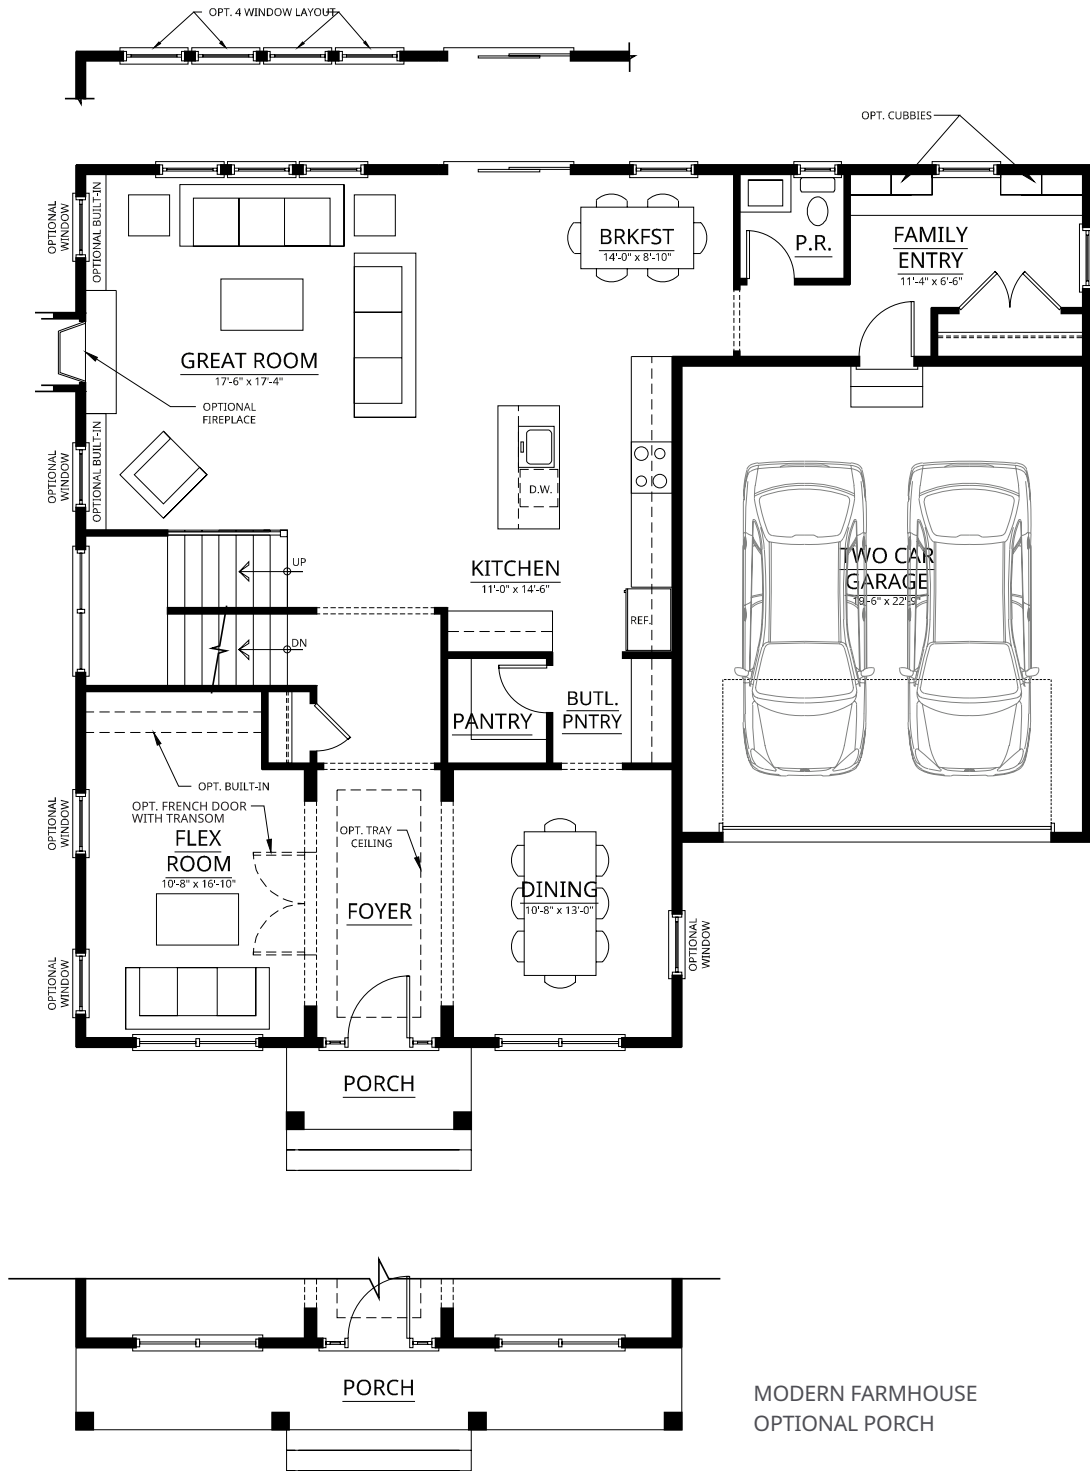 OPT. 4 WINDOW LAYOUT
OPT. CUBBIES
OPTIONAL
WINDOW
OPTIONAL BUILT-IN
BRKFST
14'-0" x 8'-10"
P.R.
FAMILY
ENTRY
11'-4" x 6'-6"
GREAT ROOM
17'-6" x 17'-4"
OPTIONAL
FIREPLACE
OPTIONAL
WINDOW
OPTIONAL BUILT-IN
D.W.
KITCHEN
11'-0" x 14'-6"
TWO CAR
GARAGE
19'-6" x 22'-9"
UP
DN
REF.
PANTRY
BUTL.
PNTRY
OPT. BUILT-IN
OPT. FRENCH DOOR
WITH TRANSOM
OPTIONAL
WINDOW
FLEX
ROOM
10'-8" x 16'-10"
OPT. TRAY
CEILING
FOYER
DINING
10'-8" x 13'-0"
OPTIONAL
WINDOW
OPTIONAL
WINDOW
PORCH
PORCH
MODERN FARMHOUSE
OPTIONAL PORCH